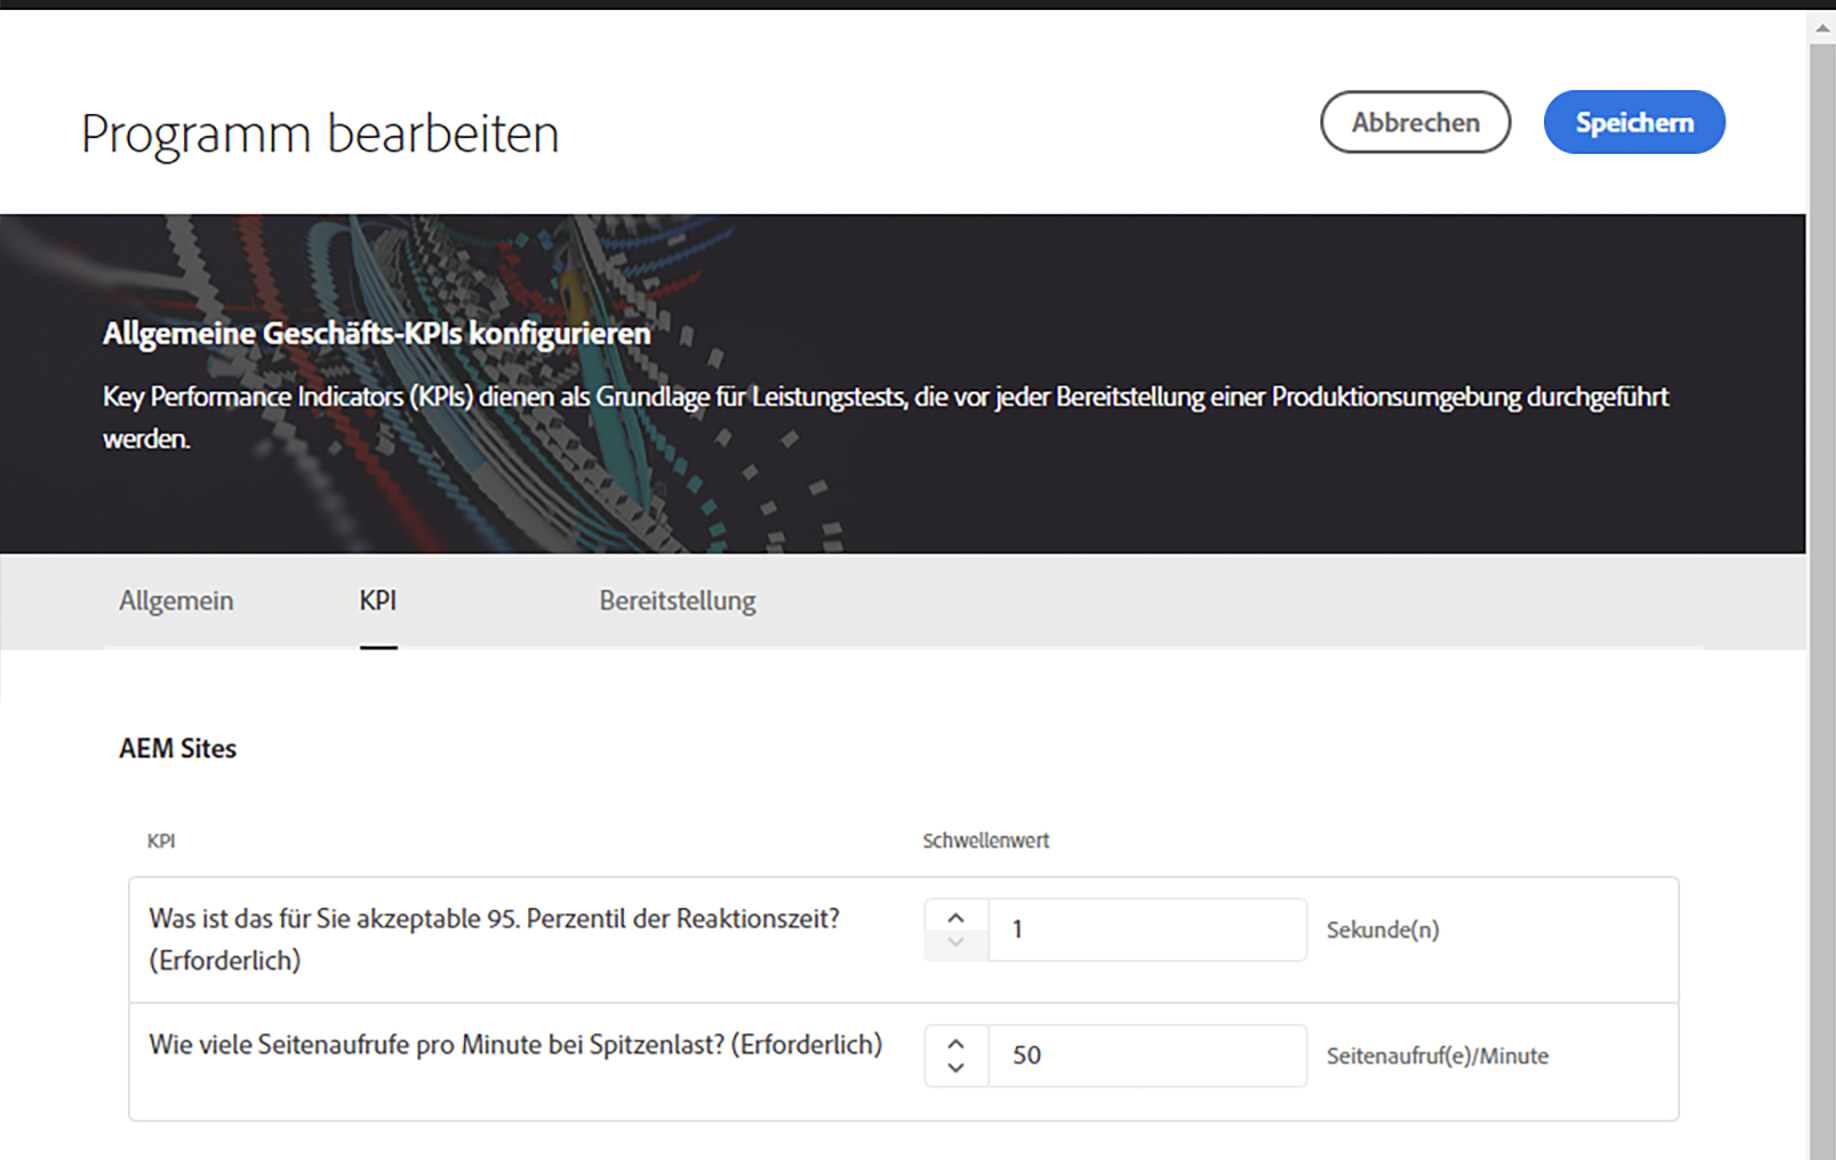 Programm bearbeiten
Abbrechen
Speichern
Allgemeine Geschäfts-KPIs konfigurieren
Key Performance Indicators (KPIs) dienen als Grundlage für Leistungstests, die vor jeder Bereitstellung einer Produktionsumgebung durchgeführt
werden.
Allgemein
KPI
Bereitstellung
AEM Sites
KPI
Schwellenwert
Was ist das für Sie akzeptable 95. Perzentil der Reaktionszeit?
(Erforderlich)
1
Sekunde(n)
Wie viele Seitenaufrufe pro Minute bei Spitzenlast? (Erforderlich)
50
Seitenaufruf(e)/Minute